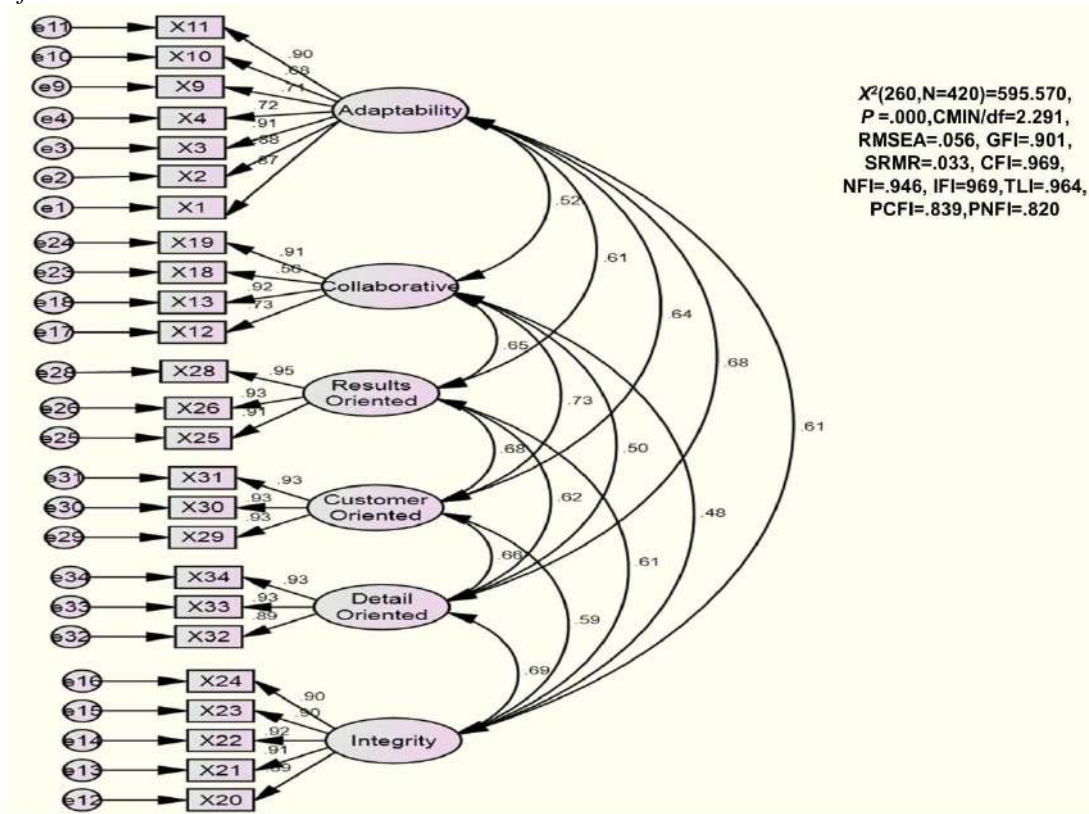 e11 X11
.90
e10 X10
.68
e9 X9
.71
Adaptability
e4 X4
.72
e3 X3
.91
e2 X2
.88
.87
e1 X1
X²(260,N=420)=595.570,
P =.000,CMIN/df=2.291,
RMSEA=.056, GFI=.901,
SRMR=.033, CFI=.969,
NFI=.946, IFI=969,TLI=.964,
PCFI=.839,PNFI=.820
.52
e24 X19
.91
.61
e23 X18
.56
Collaborative
e18 X13
.92
.64
e17 X12
.73
.65
.68
e28 X28
.95
Results
Oriented
e26 X26
.93
.73
e25 X25
.91
.61
.68
.50
e31 X31
.93
Customer
Oriented
e30 X30
.93
.62
.48
e29 X29
.93
.66
.61
e34 X34
.93
Detail
Oriented
e33 X33
.93
.59
e32 X32
.89
.69
e16 X24
.90
e15 X23
.90
e14 X22
.92
Integrity
e13 X21
.91
e12 X20